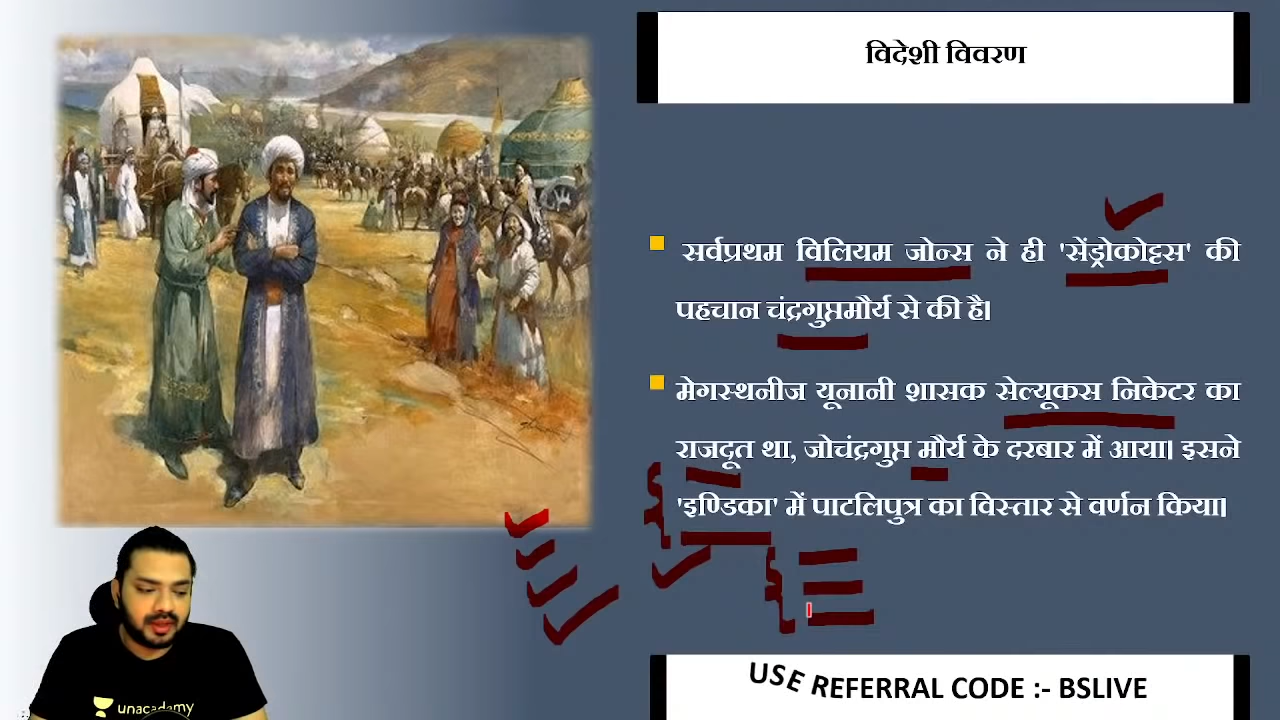 विदेशी विवरण
सर्वप्रथम विलियम जोन्स ने ही 'सेंड्रोकोट्टस' की
पहचान चंद्रगुप्तमौर्य से की है।
मेगस्थनीज यूनानी शासक सेल्यूकस निकेटर का
राजदूत था, जोचंद्रगुप्त मौर्य के दरबार में आया। इसने
'इण्डिका' में पाटलिपुत्र का विस्तार से वर्णन किया।
unacademy
USE REFERRAL CODE :- BSLIVE